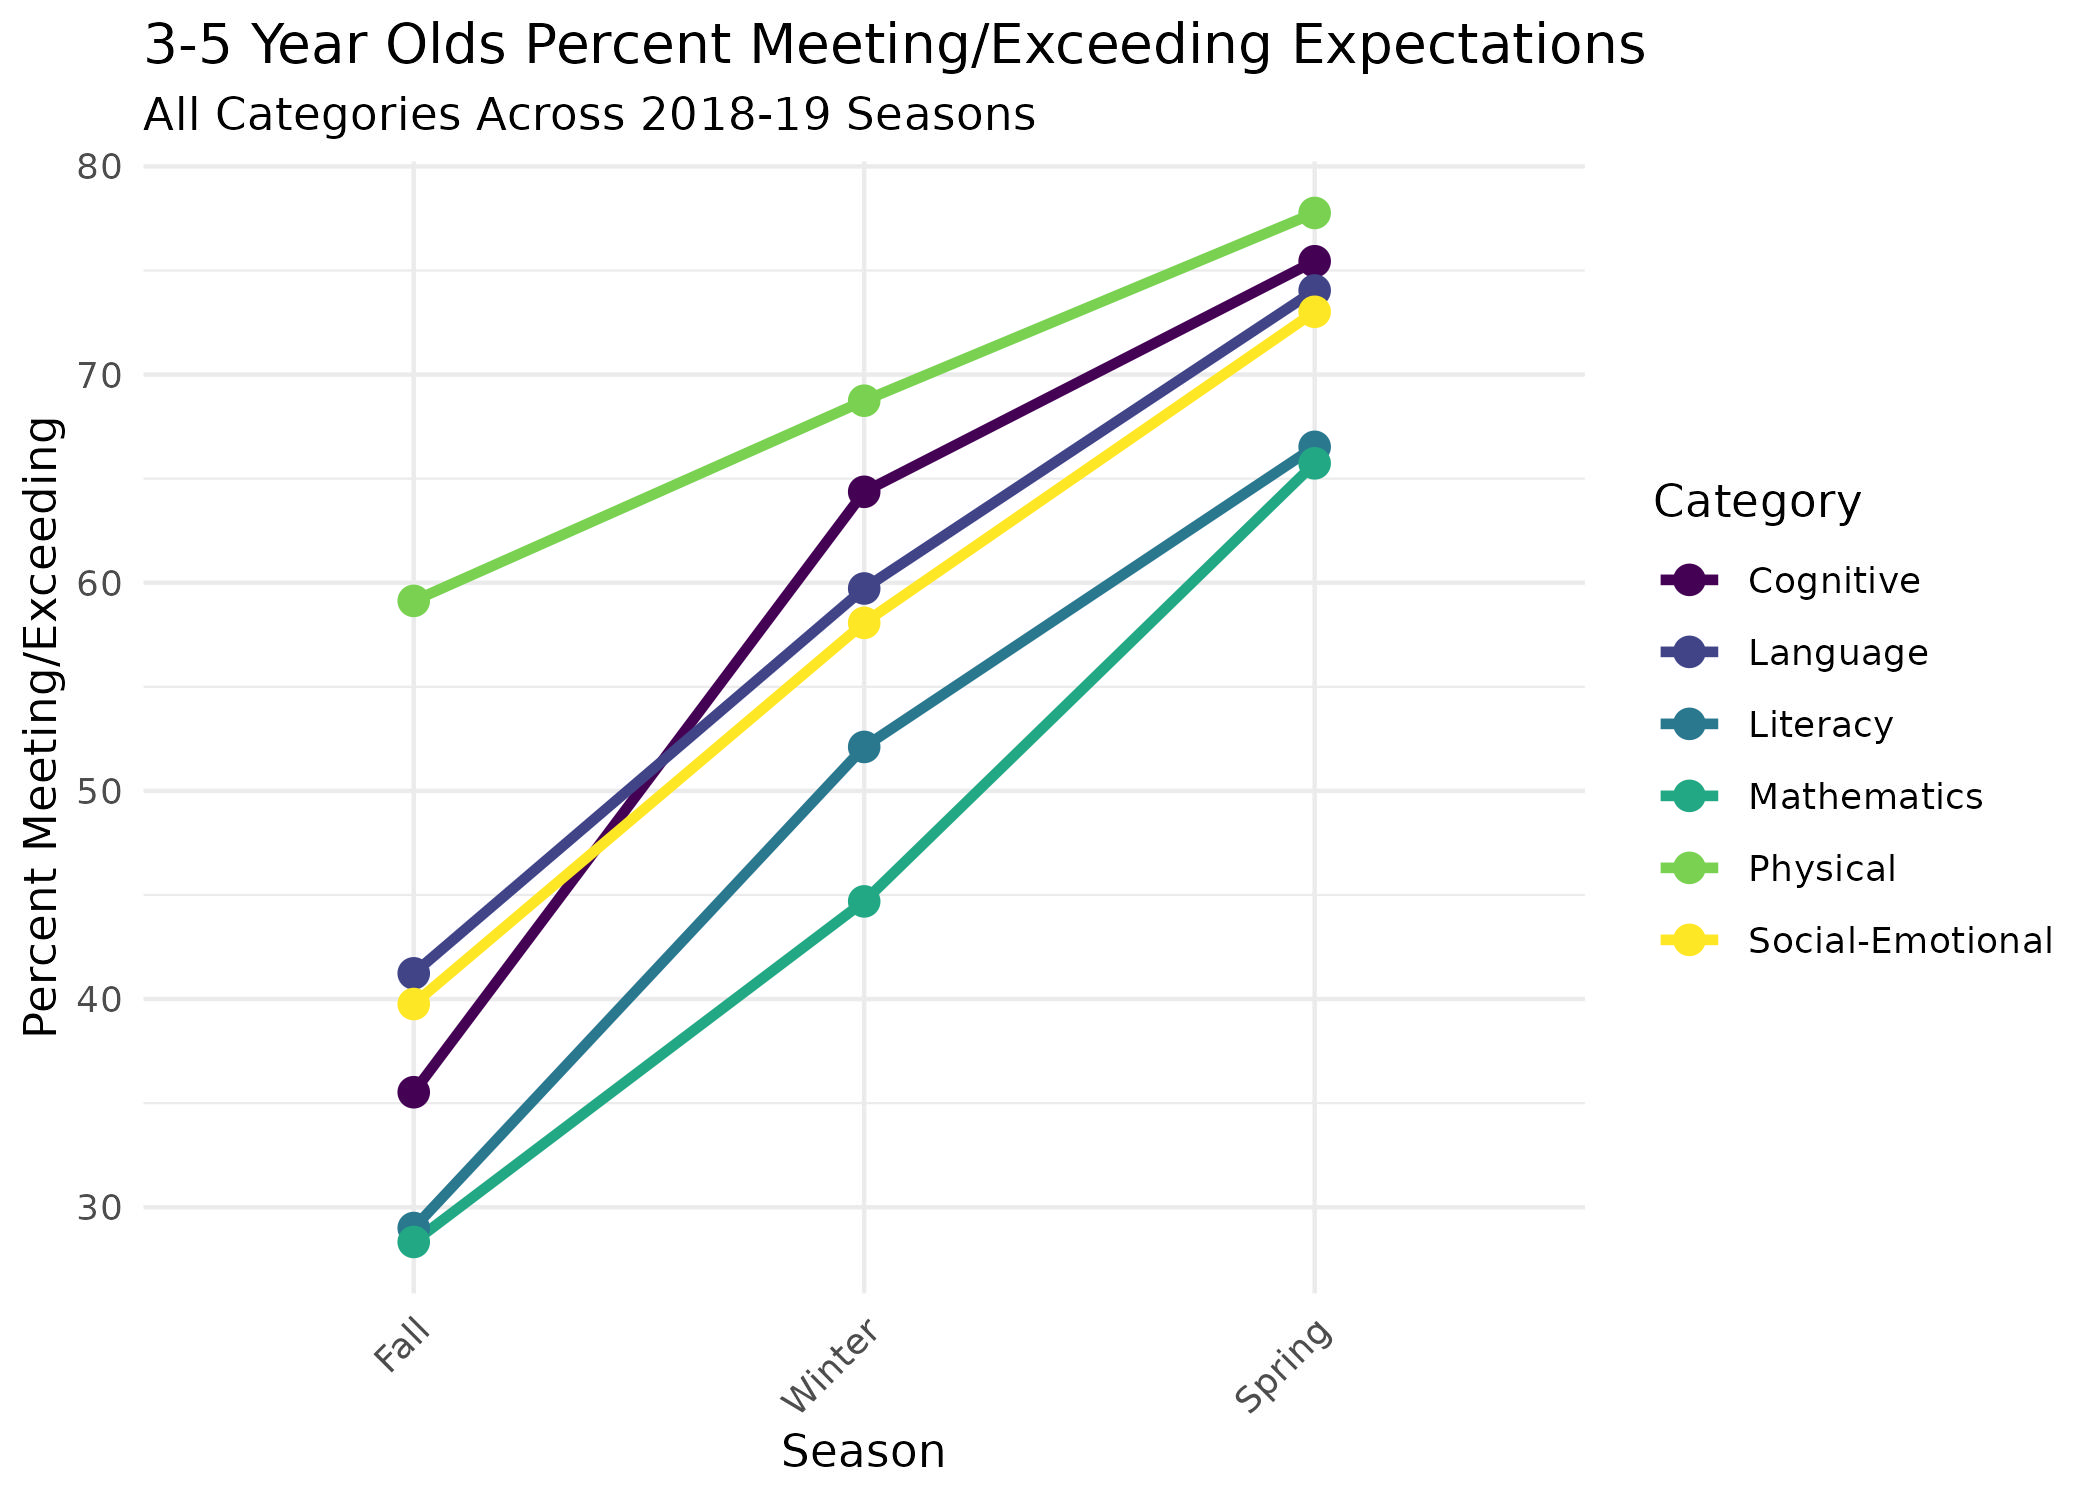 3-5 Year Olds Percent Meeting/Exceeding Expectations
All Categories Across 2018-19 Seasons
Percent Meeting/Exceeding
80
70
60
50
40
30
Fall
Winter
Spring
Season
Category
Cognitive
Language
Literacy
Mathematics
Physical
Social-Emotional